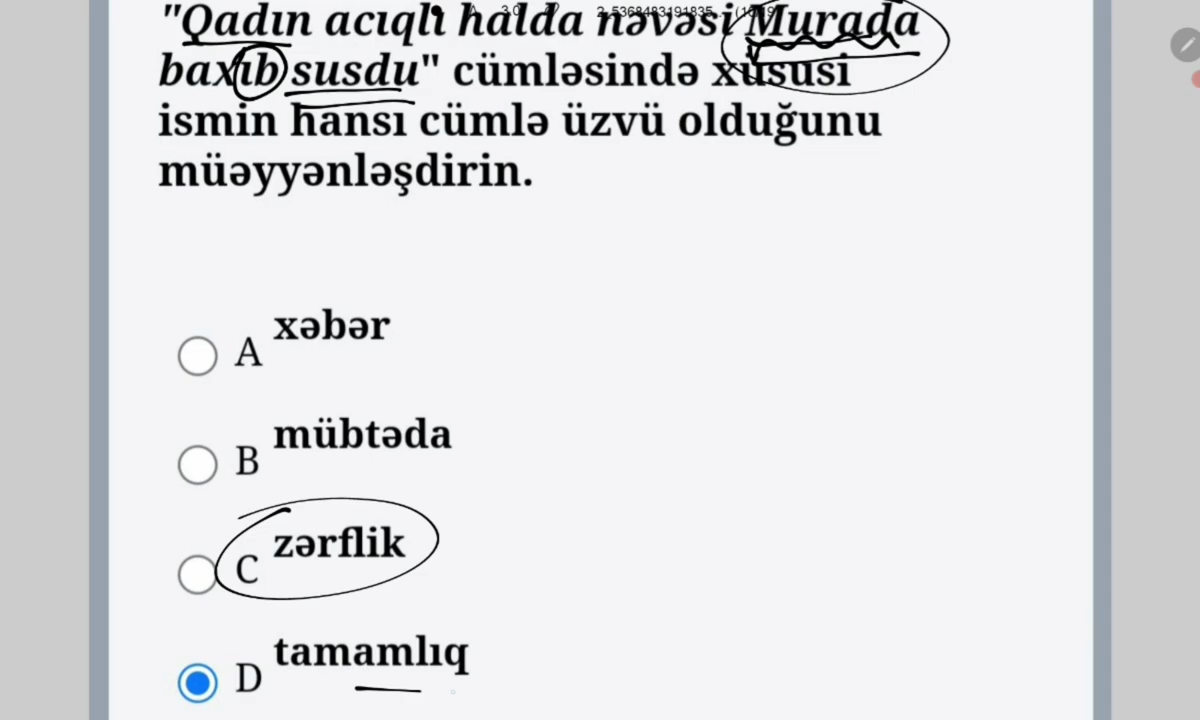 "Qadın acıqlı halda nəvəsi Murada
baxıb susdu" cümləsində xüsusi
ismin hansı cümlə üzvü olduğunu
müəyyənləşdirin.
A xəbər
B mübtəda
C zərflik
D tamamlıq